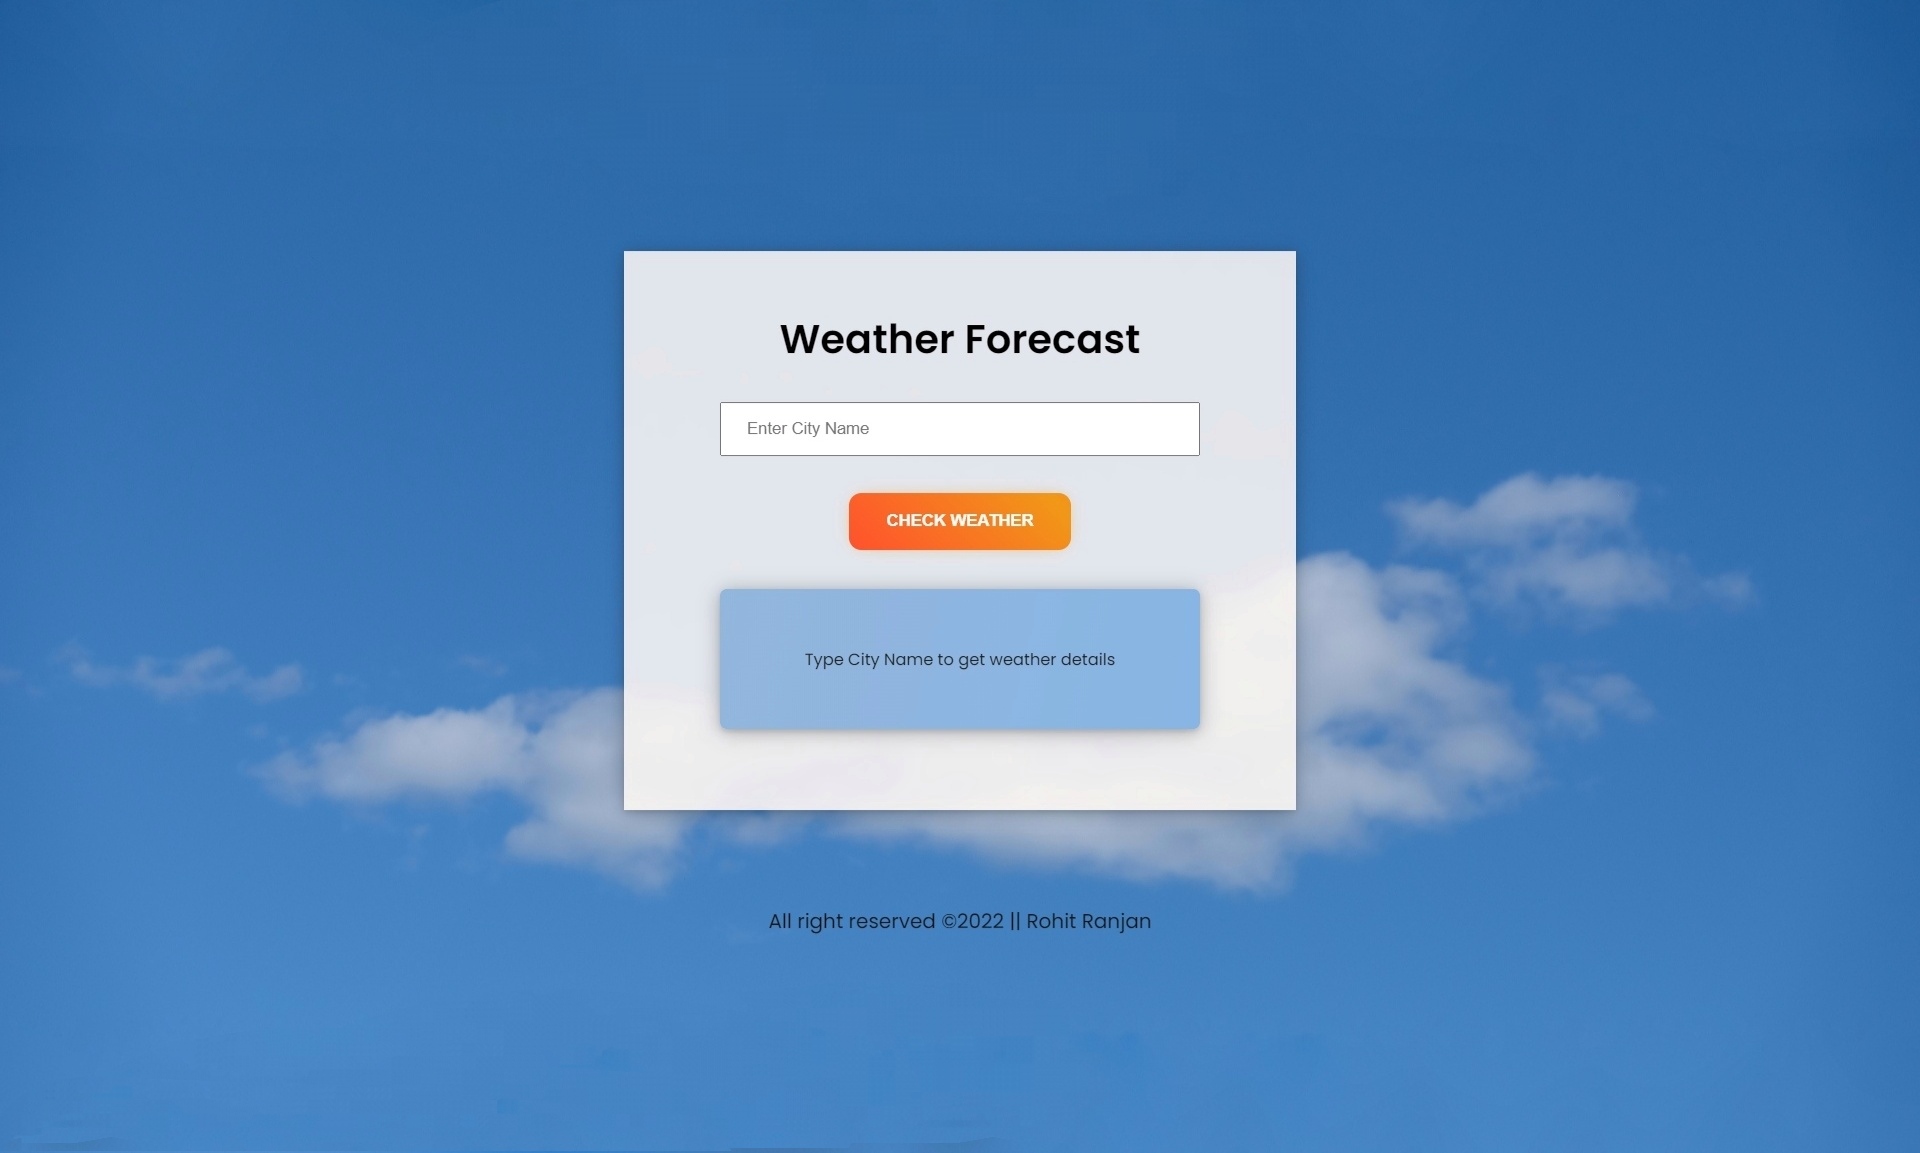 Weather Forecast
Enter City Name
CHECK WEATHER
Type City Name to get weather details
All right reserved ©2022 || Rohit Ranjan